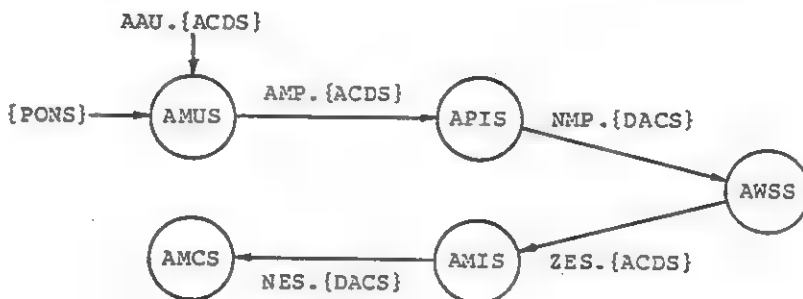 AAU.{ACDS}
AMP.{ACDS}
{PONS} AMUS APIS NMP.{DACS}
AWSS
AMCS AMIS ZES.{ACDS}
NES.{DACS}